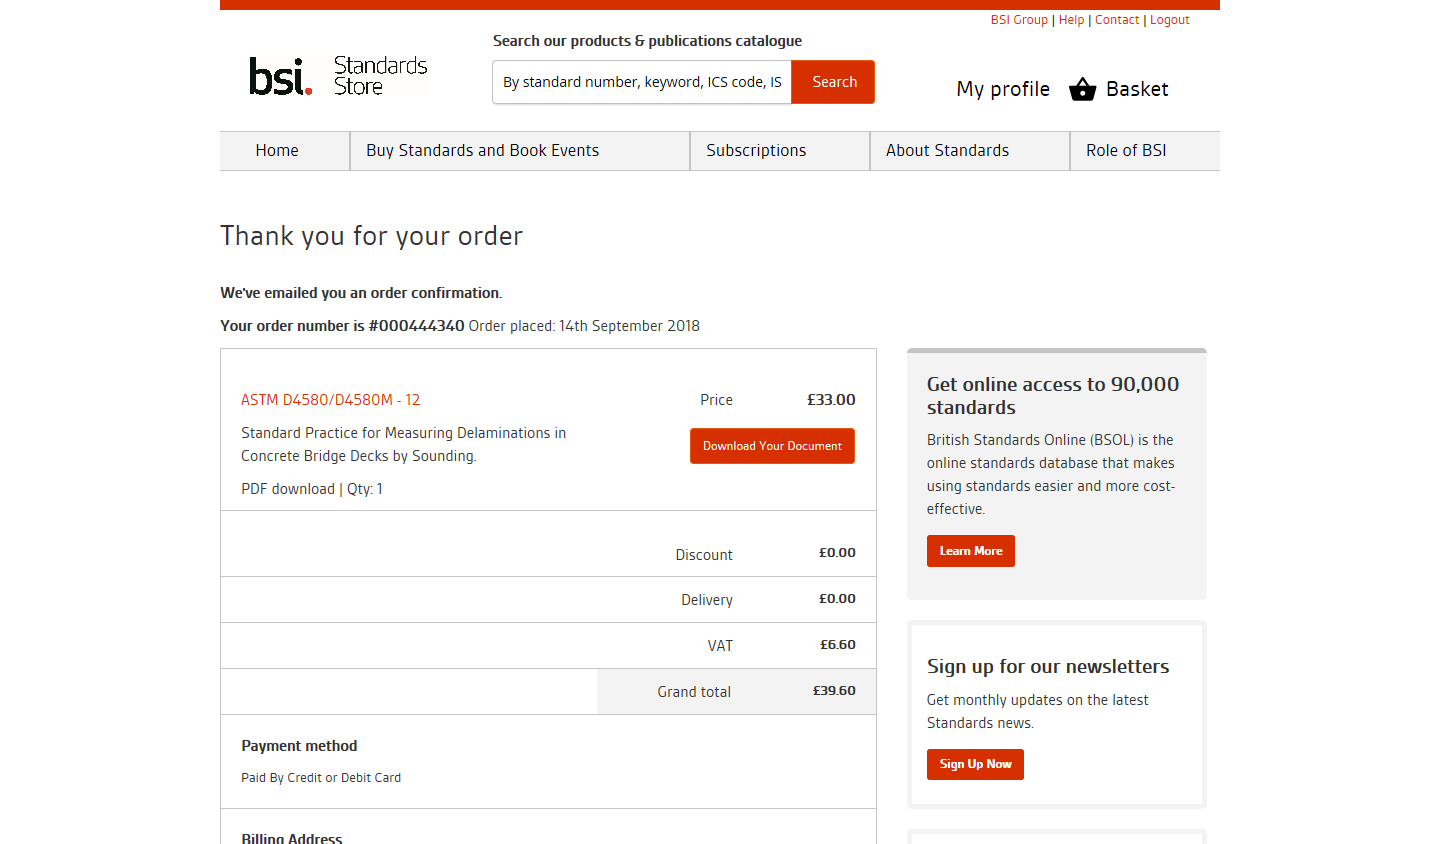 BSI Group | Help | Contact | Logout
Search our products & publications catalogue
bsi. Standards Store
By standard number, keyword, ICS code, IS
Search
My profile
Basket
Home
Buy Standards and Book Events
Subscriptions
About Standards
Role of BSI
Thank you for your order
We've emailed you an order confirmation.
Your order number is #000444340 Order placed: 14th September 2018
ASTM D4580/D4580M - 12
Price £33.00
Standard Practice for Measuring Delaminations in
Concrete Bridge Decks by Sounding.
Download Your Document
PDF download | Qty: 1
Discount £0.00
Delivery £0.00
VAT £6.60
Grand total £39.60
Payment method
Paid By Credit or Debit Card
Billing Address
Get online access to 90,000
standards
British Standards Online (BSOL) is the
online standards database that makes
using standards easier and more cost-
effective.
Learn More
Sign up for our newsletters
Get monthly updates on the latest
Standards news.
Sign Up Now